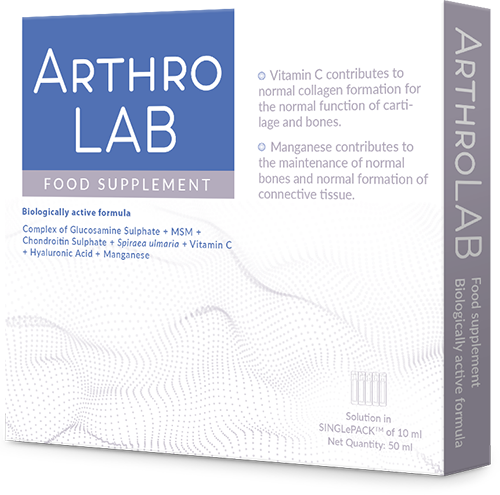 ARTHRO
LAB
FOOD SUPPLEMENT
Biologically active formula
Complex of Glucosamine Sulphate + MSM +
Chondroitin Sulphate + Spiraea ulmaria + Vitamin C
+ Hyaluronic Acid + Manganese
Vitamin C contributes to
normal collagen formation for
the normal function of carti-
lage and bones.
Manganese contributes to
the maintenance of normal
bones and normal formation of
connective tissue.
Solution in
SINGLePACK™ of 10 ml
Net Quantity: 50 ml
ARTHROLAB
Food supplement
Biologically active formula